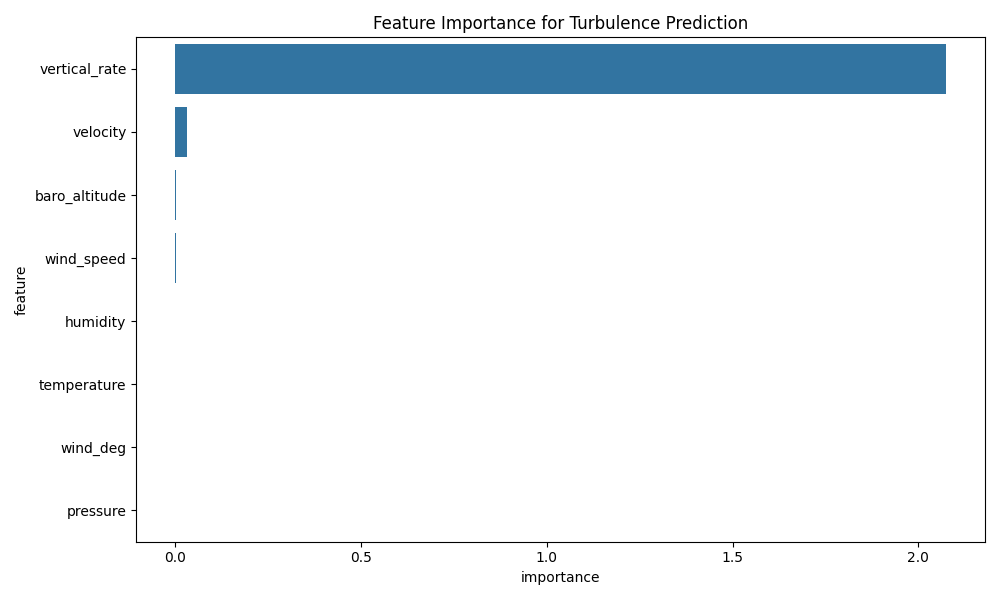 Feature Importance for Turbulence Prediction
vertical_rate
velocity
baro_altitude
wind_speed
humidity
temperature
wind_deg
pressure
feature
0.0 0.5 1.0 1.5 2.0
importance